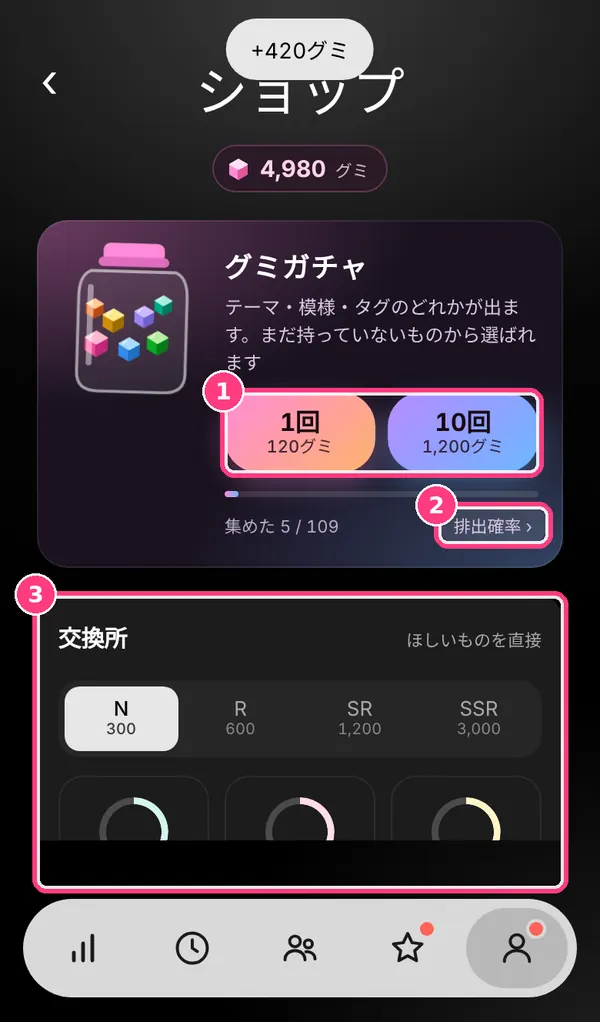 +420グミ
ショップ
4,980 グミ
グミガチャ
テーマ・模様・タグのどれかが出ま
す。まだ持っていないものから選ばれ
ます
1
1回
120グミ
10回
1,200グミ
2
集めた 5 / 109
排出確率 ›
3
交換所
ほしいものを直接
N
300
R
600
SR
1,200
SSR
3,000